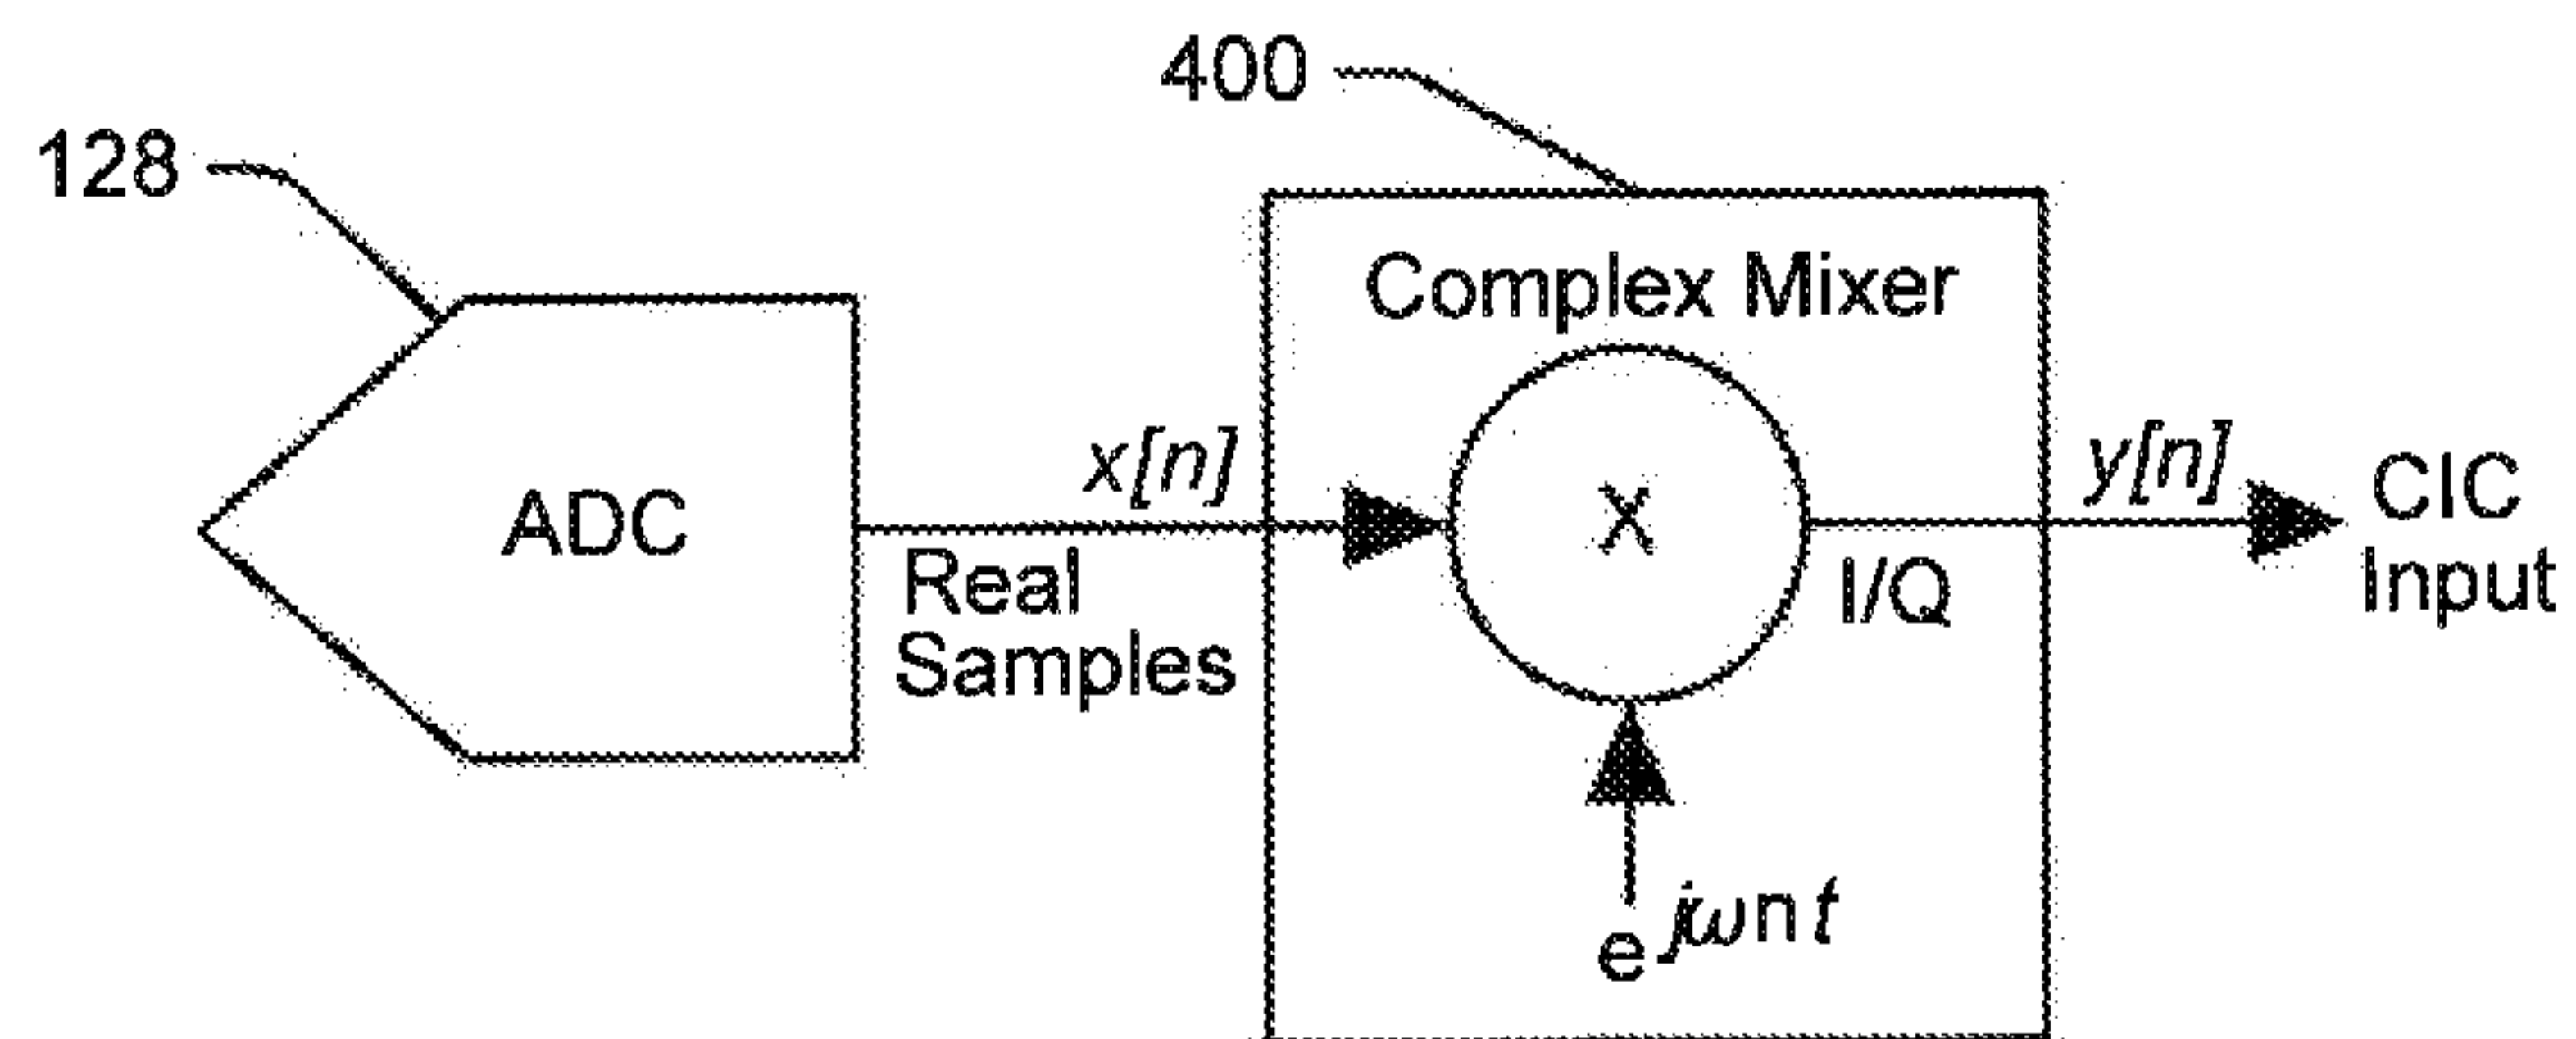 400
128
Complex Mixer
x[n]
y[n]
CIC
Input
ADC
X
Real
Samples
I/Q
e jωnt